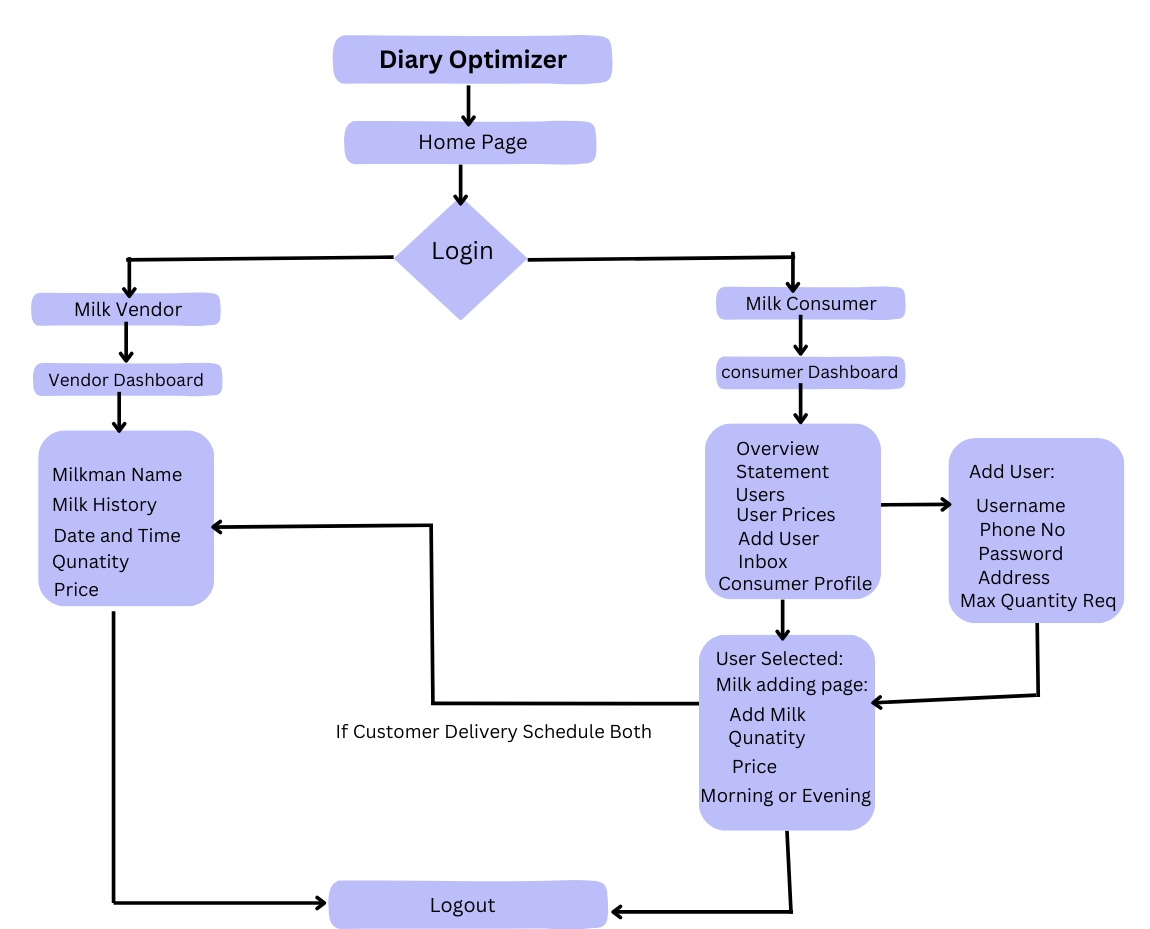 Diary Optimizer
Home Page
Login
Milk Vendor
Milk Consumer
Vendor Dashboard
consumer Dashboard
Milkman Name
Milk History
Date and Time
Qunatity
Price
Overview
Statement
Users
User Prices
Add User
Inbox
Consumer Profile
Add User:
Username
Phone No
Password
Address
Max Quantity Req
User Selected:
Milk adding page:
Add Milk
Qunatity
Price
Morning or Evening
If Customer Delivery Schedule Both
Logout